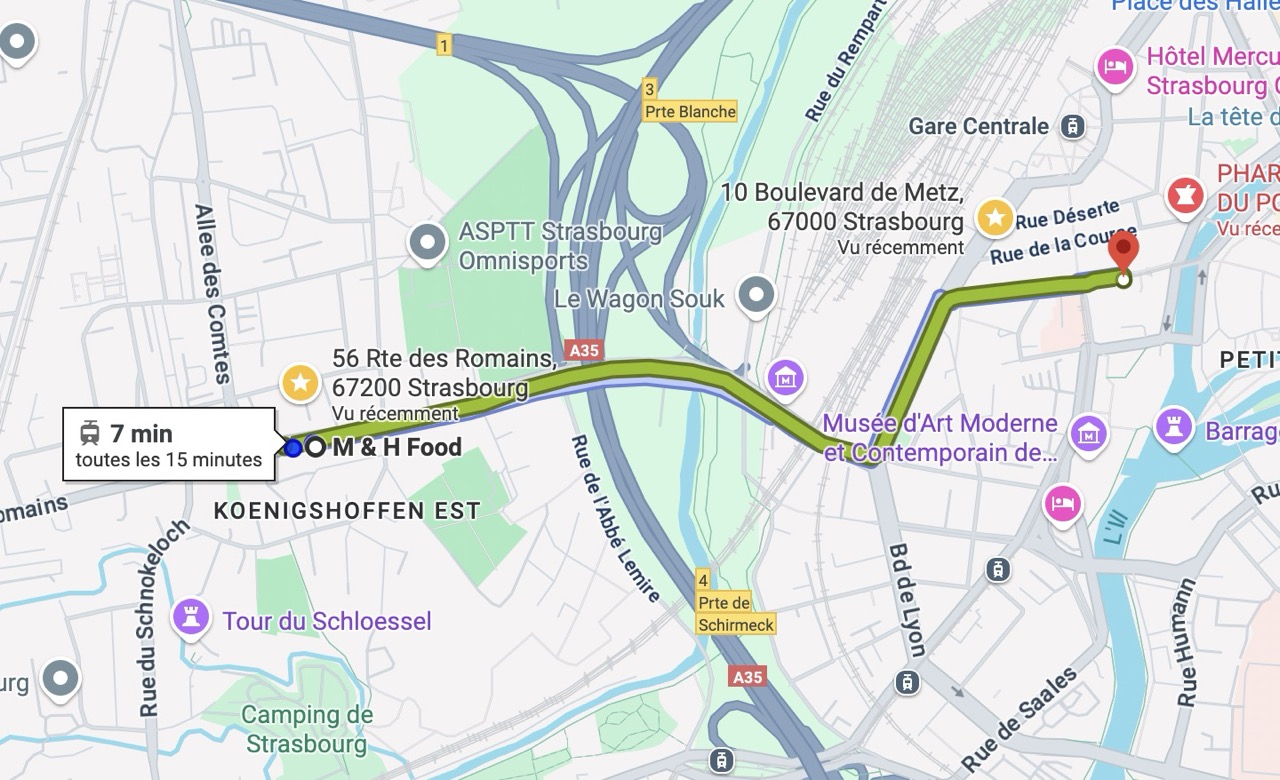 Place des Halle
1
Hôtel Mercu
Strasbourg C
3
Prte Blanche
Rue du Rempart
La tête d
Gare Centrale
PHAR
DU PO
Vu réce
10 Boulevard de Metz,
67000 Strasbourg
Vu récemment
Rue Déserte
Rue de la Course
Allee des Comtes
ASPTT Strasbourg
Omnisports
Le Wagon Souk
A35
PETIT
56 Rte des Romains,
67200 Strasbourg
Vu récemment
7 min
toutes les 15 minutes
M & H Food
M
M
Musée d'Art Moderne
et Contemporain de...
Barrag
omains
KOENIGSHOFFEN EST
Rue de l'Abbé Lemire
Ru
L'Ill
Rue du Schnokeloch
Bd de Lyon
4
Prte de
Schirmeck
Tour du Schloessel
Rue Humann
A35
urg
Camping de
Strasbourg
Rue de Saales